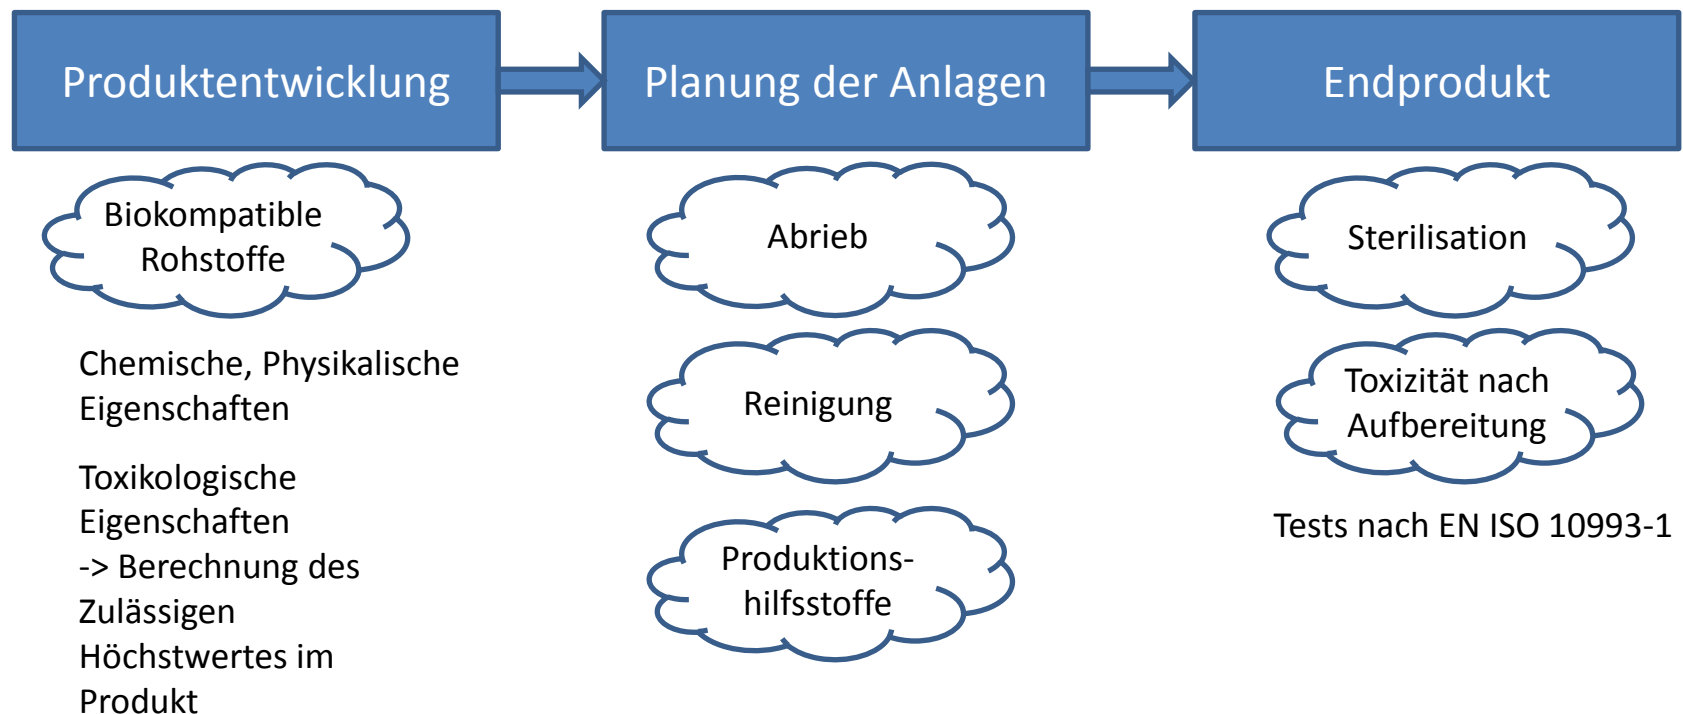 Produktentwicklung
Planung der Anlagen
Endprodukt
Biokompatible
Rohstoffe
Chemische, Physikalische
Eigenschaften
Toxikologische
Eigenschaften
-> Berechnung des
Zulässigen
Höchstwertes im
Produkt
Abrieb
Reinigung
Produktions-
hilfsstoffe
Sterilisation
Toxizität nach
Aufbereitung
Tests nach EN ISO 10993-1